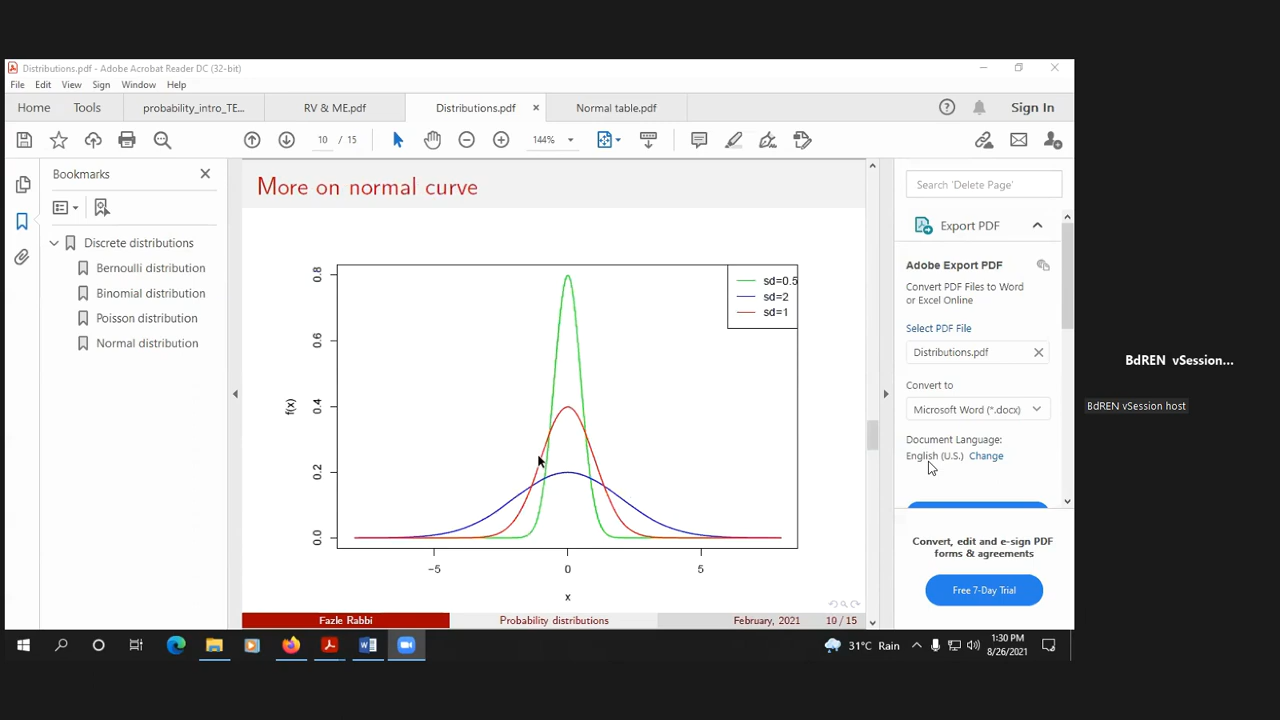 Distributions.pdf - Adobe Acrobat Reader DC (32-bit)
File Edit View Sign Window Help
Home Tools probability_intro_TE... RV & ME.pdf Distributions.pdf × Normal table.pdf ? Sign In
10 / 15 144%
Bookmarks
Discrete distributions
Bernoulli distribution
Binomial distribution
Poisson distribution
Normal distribution
More on normal curve
sd=0.5
sd=2
sd=1
f(x)
0.8
0.6
0.4
0.2
0.0
−5 0 5
x
Fazle Rabbi Probability distributions February, 2021 10 / 15
Search 'Delete Page'
Export PDF
Adobe Export PDF
Convert PDF Files to Word
or Excel Online
Select PDF File
Distributions.pdf
Convert to
Microsoft Word (*.docx)
Document Language:
English (U.S.) Change
Convert, edit and e-sign PDF
forms & agreements
Free 7-Day Trial
BdREN vSession...
BdREN vSession host
31°C Rain
1:30 PM
8/26/2021